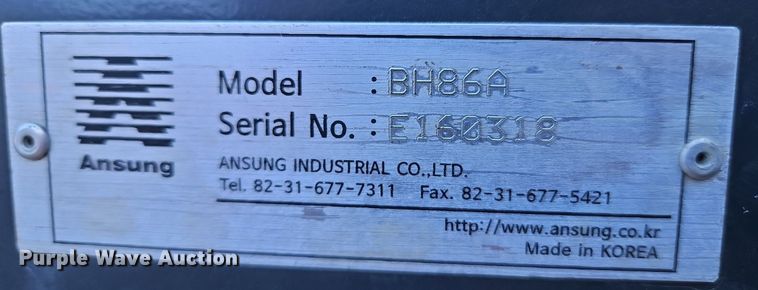 Ansung
Model : BH86A
Serial No. : E160318
ANSUNG INDUSTRIAL CO.,LTD.
Tel. 82-31-677-7311 Fax. 82-31-677-5421
http://www.ansung.co.kr
Made in KOREA
Purple Wave Auction